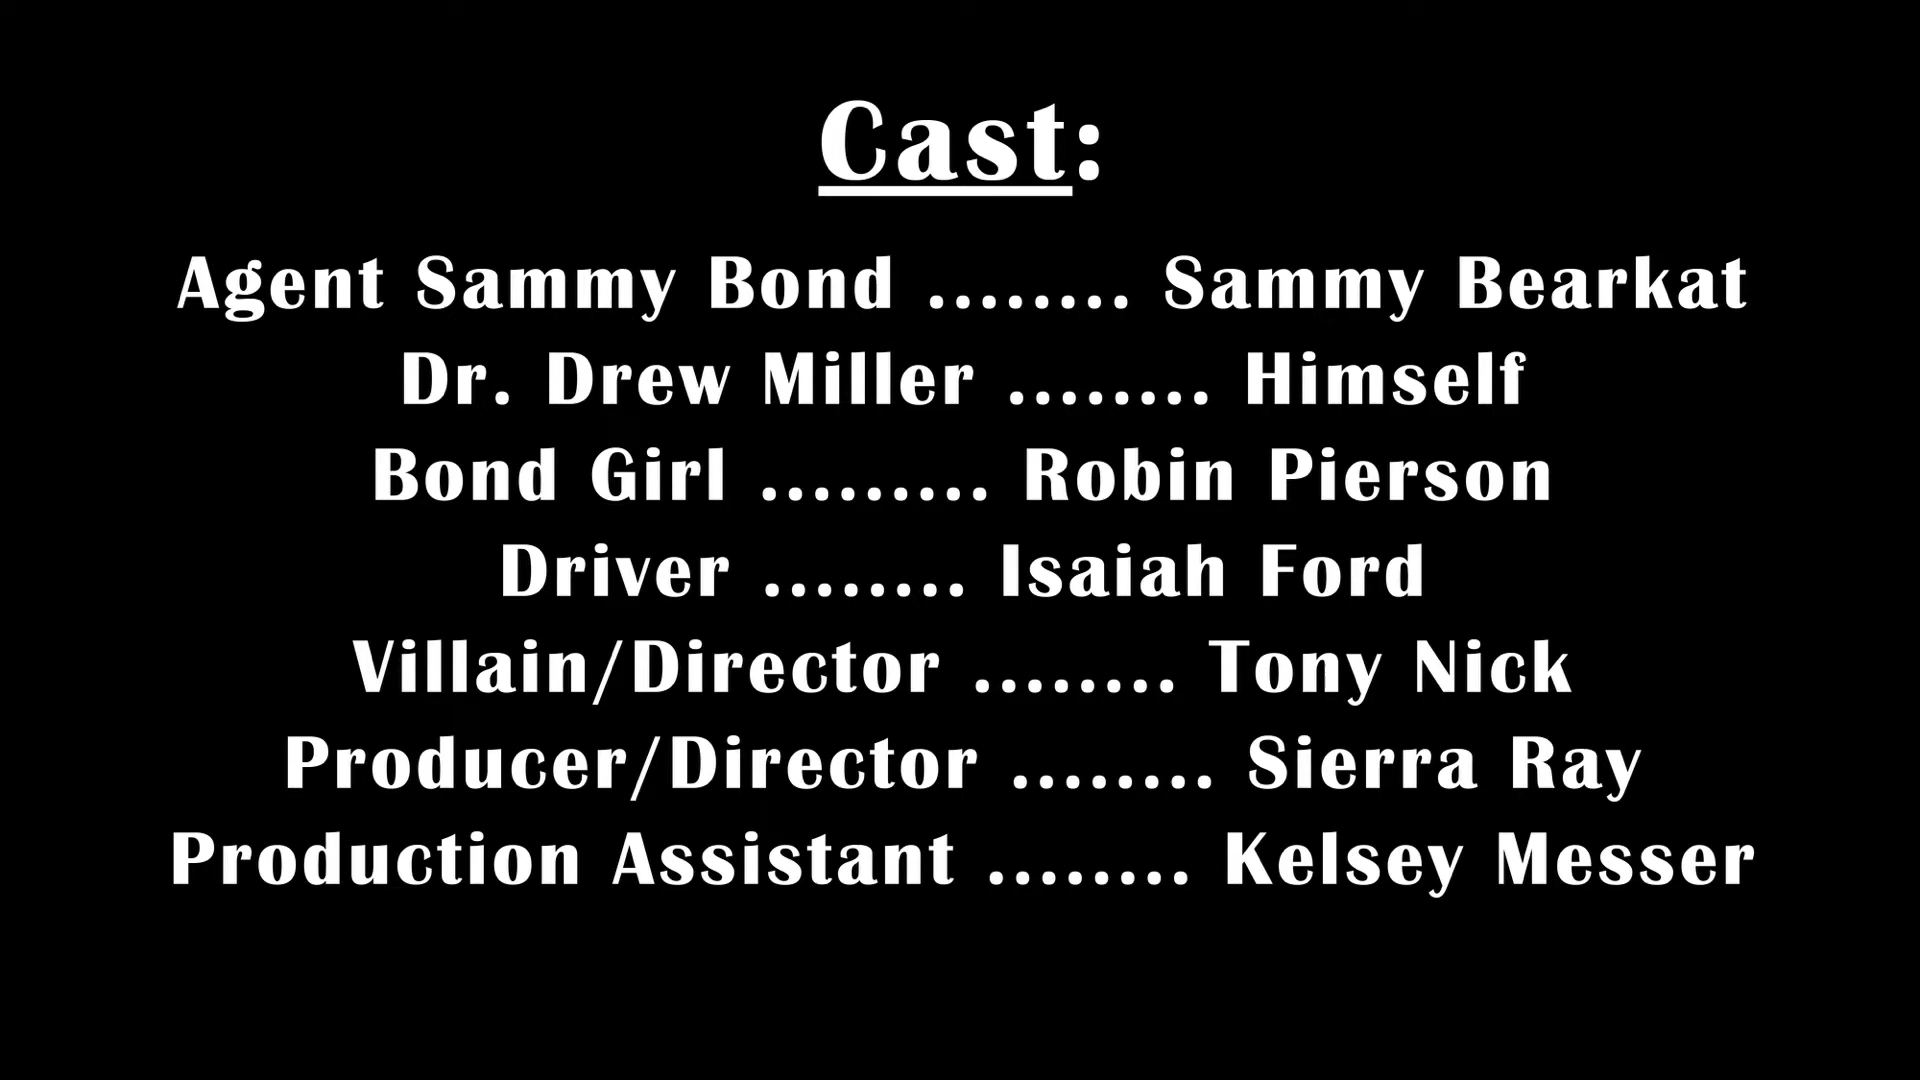 Cast:
Agent Sammy Bond ........ Sammy Bearkat
Dr. Drew Miller ........ Himself
Bond Girl ......... Robin Pierson
Driver ........ Isaiah Ford
Villain/Director ........ Tony Nick
Producer/Director ........ Sierra Ray
Production Assistant ........ Kelsey Messer